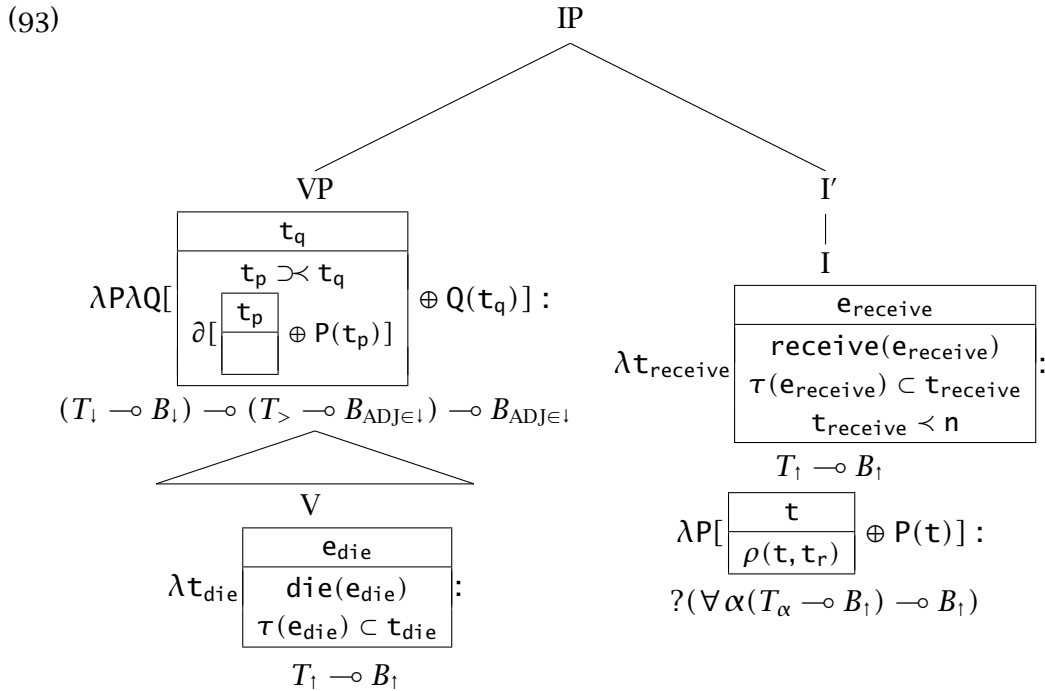 (93)
IP
VP
I′
λPλQ[
t_q
t_p ⊃≺ t_q
∂[
t_p
⊕ P(t_p)]
⊕ Q(t_q)] :
(T↓ ⊸ B↓) ⊸ (T> ⊸ B_ADJ∈↓) ⊸ B_ADJ∈↓
I
λt_receive
e_receive
receive(e_receive)
τ(e_receive) ⊂ t_receive
t_receive ≺ n
:
T↑ ⊸ B↑
λP[
t
ρ(t, t_r)
⊕ P(t)] :
?(∀α(T_α ⊸ B↑) ⊸ B↑)
V
λt_die
e_die
die(e_die)
τ(e_die) ⊂ t_die
:
T↑ ⊸ B↑